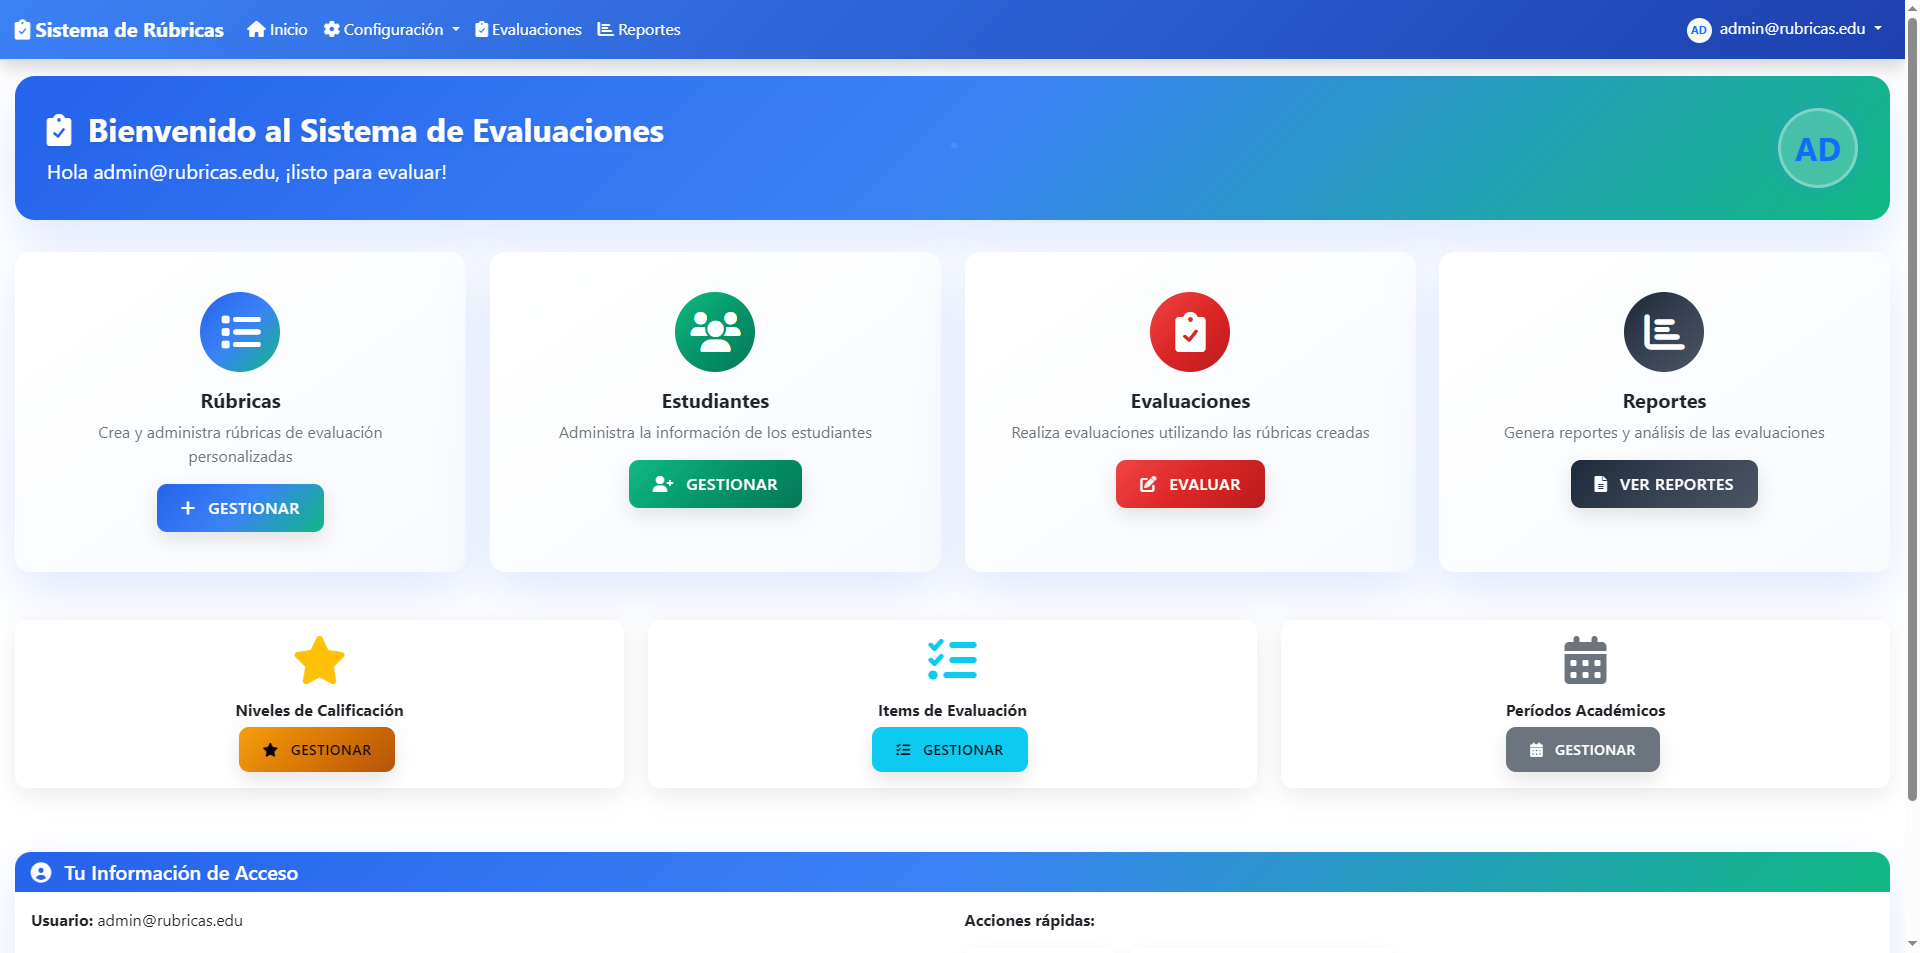 Sistema de Rúbricas Inicio Configuración Evaluaciones Reportes AD admin@rubricas.edu
Bienvenido al Sistema de Evaluaciones
Hola admin@rubricas.edu, ¡listo para evaluar!
AD
Rúbricas
Crea y administra rúbricas de evaluación
personalizadas
GESTIONAR
Estudiantes
Administra la información de los estudiantes
GESTIONAR
Evaluaciones
Realiza evaluaciones utilizando las rúbricas creadas
EVALUAR
Reportes
Genera reportes y análisis de las evaluaciones
VER REPORTES
Niveles de Calificación
GESTIONAR
Items de Evaluación
GESTIONAR
Períodos Académicos
GESTIONAR
Tu Información de Acceso
Usuario: admin@rubricas.edu
Acciones rápidas: